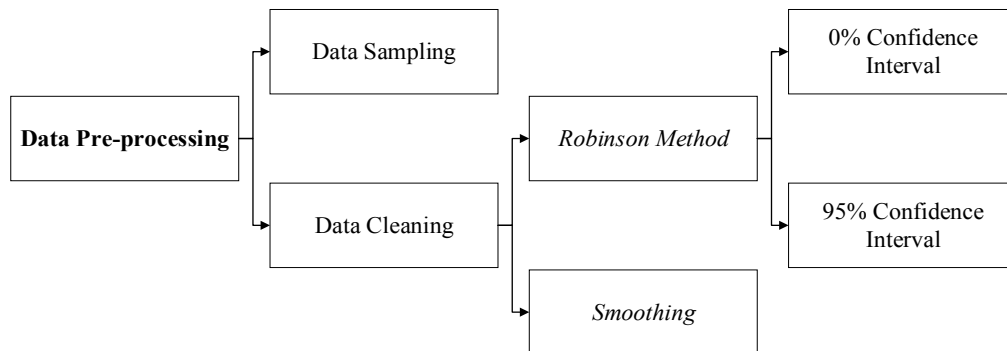 Data Pre-processing
Data Sampling
Data Cleaning
Robinson Method
Smoothing
0% Confidence
Interval
95% Confidence
Interval